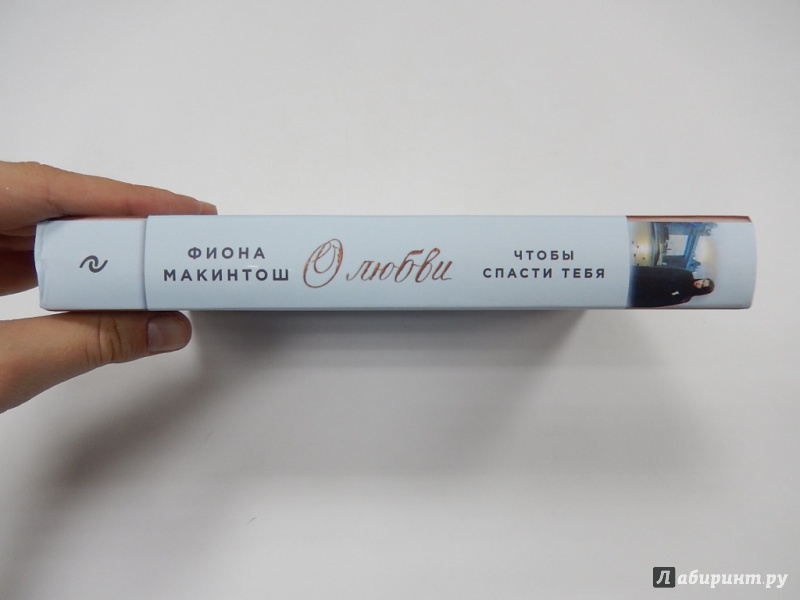 ФИОНА
МАКИНТОШ
О любви
ЧТОБЫ
СПАСТИ ТЕБЯ
Лабиринт.ру